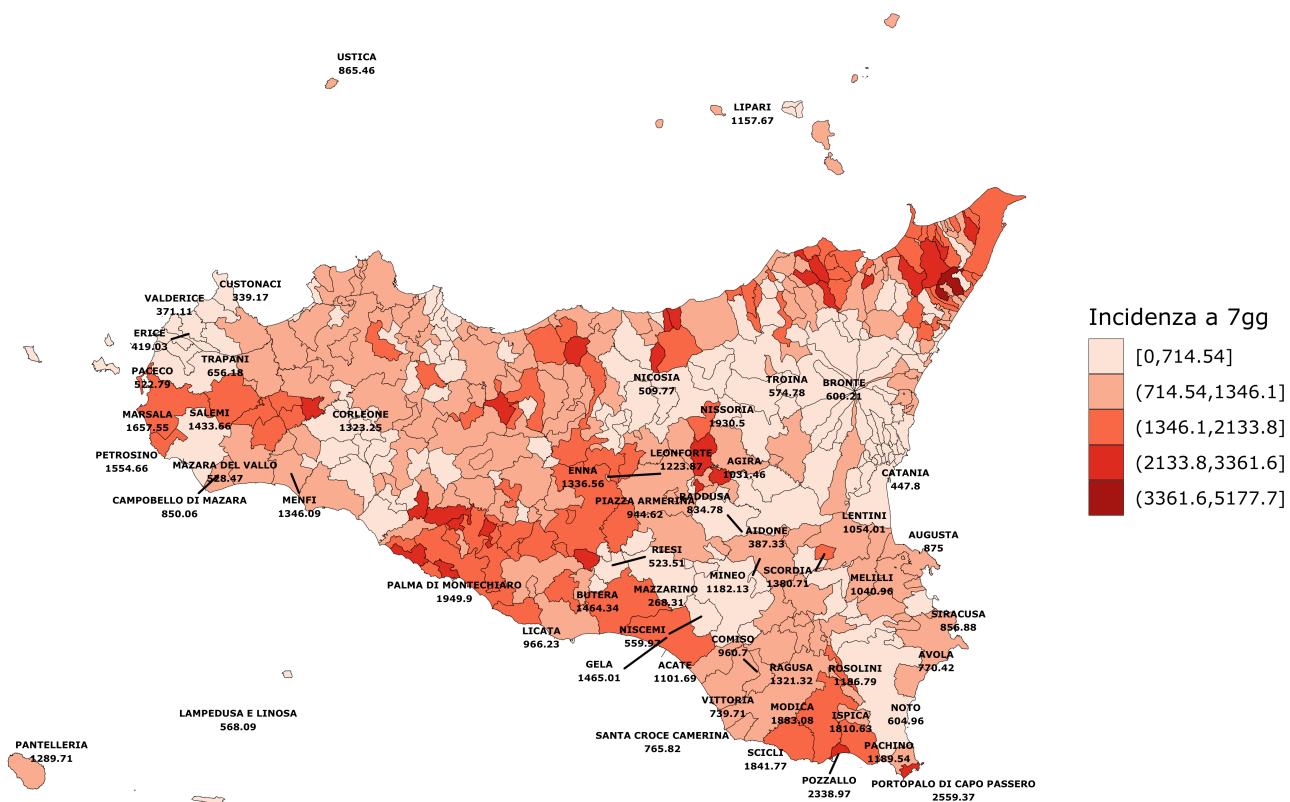 USTICA
865.46
LIPARI
1157.67
CUSTONACI
339.17
VALDERICE
371.11
ERICE
419.03
TRAPANI
656.18
PACECO
522.79
MARSALA
1657.55
SALEMI
1433.66
CORLEONE
1323.25
PETROSINO
1554.66
MAZARA DEL VALLO
528.47
CAMPOBELLO DI MAZARA
850.06
MENFI
1346.09
NICOSIA
509.77
TROINA
574.78
BRONTE
600.21
NISSORIA
1930.5
LEONFORTE
1223.87
AGIRA
1031.46
ENNA
1336.56
CATANIA
447.8
PIAZZA ARMERINA
944.62
RADDUSA
834.78
AIDONE
387.33
LENTINI
1054.01
AUGUSTA
875
RIESI
523.51
MINEO
1182.13
SCORDIA
1380.71
MELILLI
1040.96
PALMA DI MONTECHIARO
1949.9
BUTERA
1464.34
MAZZARINO
268.31
SIRACUSA
856.88
LICATA
966.23
NISCEMI
559.97
COMISO
960.7
GELA
1465.01
ACATE
1101.69
RAGUSA
1321.32
ROSOLINI
1186.79
AVOLA
770.42
VITTORIA
739.71
MODICA
1883.08
ISPICA
1810.63
NOTO
604.96
LAMPEDUSA E LINOSA
568.09
SANTA CROCE CAMERINA
765.82
SCICLI
1841.77
PACHINO
1189.54
PANTELLERIA
1289.71
POZZALLO
2338.97
PORTOPALO DI CAPO PASSERO
2559.37
Incidenza a 7gg
[0,714.54]
(714.54,1346.1]
(1346.1,2133.8]
(2133.8,3361.6]
(3361.6,5177.7]